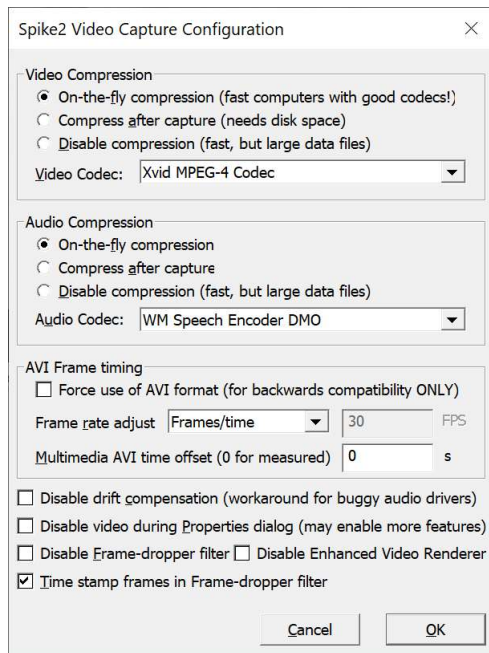 Spike2 Video Capture Configuration
Video Compression
On-the-fly compression (fast computers with good codecs!)
Compress after capture (needs disk space)
Disable compression (fast, but large data files)
Video Codec: Xvid MPEG-4 Codec
Audio Compression
On-the-fly compression
Compress after capture
Disable compression (fast, but large data files)
Audio Codec: WM Speech Encoder DMO
AVI Frame timing
Force use of AVI format (for backwards compatibility ONLY)
Frame rate adjust Frames/time 30 FPS
Multimedia AVI time offset (0 for measured) 0 s
Disable drift compensation (workaround for buggy audio drivers)
Disable video during Properties dialog (may enable more features)
Disable Frame-dropper filter Disable Enhanced Video Renderer
Time stamp frames in Frame-dropper filter
Cancel OK